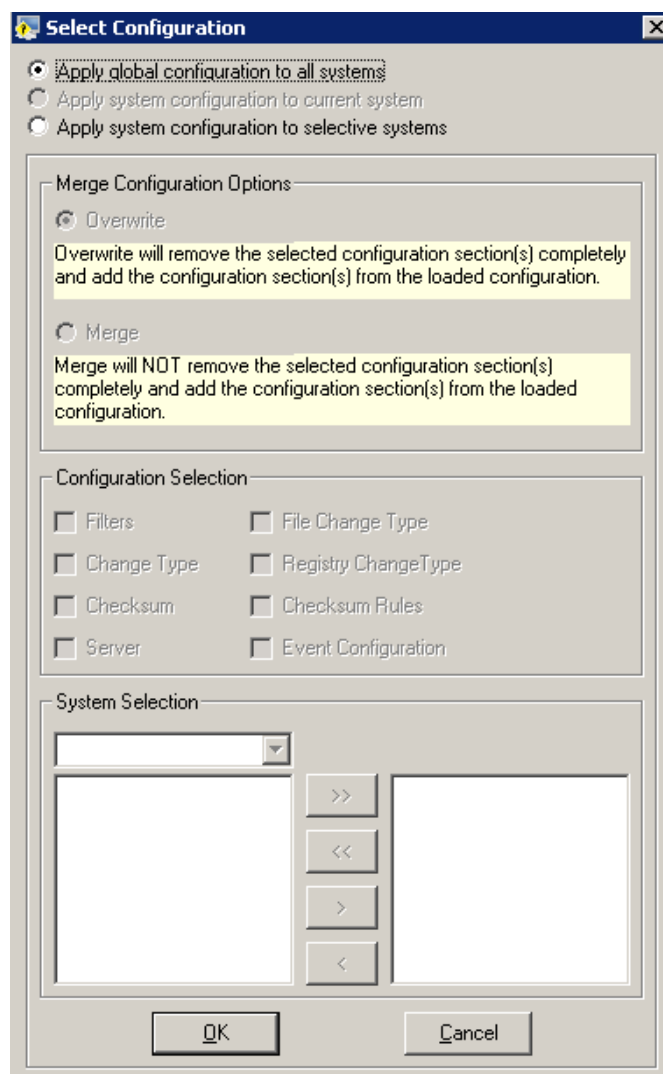 Select Configuration
Apply global configuration to all systems
Apply system configuration to current system
Apply system configuration to selective systems
Merge Configuration Options
Overwrite
Overwrite will remove the selected configuration section(s) completely
and add the configuration section(s) from the loaded configuration.
Merge
Merge will NOT remove the selected configuration section(s)
completely and add the configuration section(s) from the loaded
configuration.
Configuration Selection
Filters File Change Type
Change Type Registry ChangeType
Checksum Checksum Rules
Server Event Configuration
System Selection
>>
<<
>
<
OK Cancel